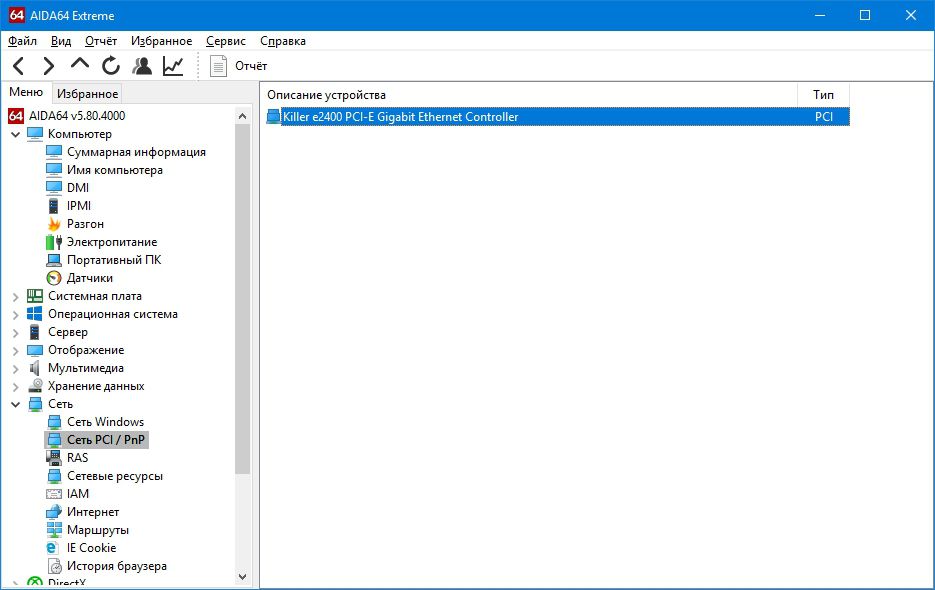 64 AIDA64 Extreme
Файл Вид Отчёт Избранное Сервис Справка
Отчёт
Меню Избранное
64 AIDA64 v5.80.4000
Компьютер
Суммарная информация
Имя компьютера
DMI
IPMI
Разгон
Электропитание
Портативный ПК
Датчики
Системная плата
Операционная система
Сервер
Отображение
Мультимедиа
Хранение данных
Сеть
Сеть Windows
Сеть PCI / PnP
RAS
Сетевые ресурсы
IAM
Интернет
Маршруты
IE Cookie
История браузера
DirectX
Описание устройства Тип
Killer e2400 PCI-E Gigabit Ethernet Controller PCI